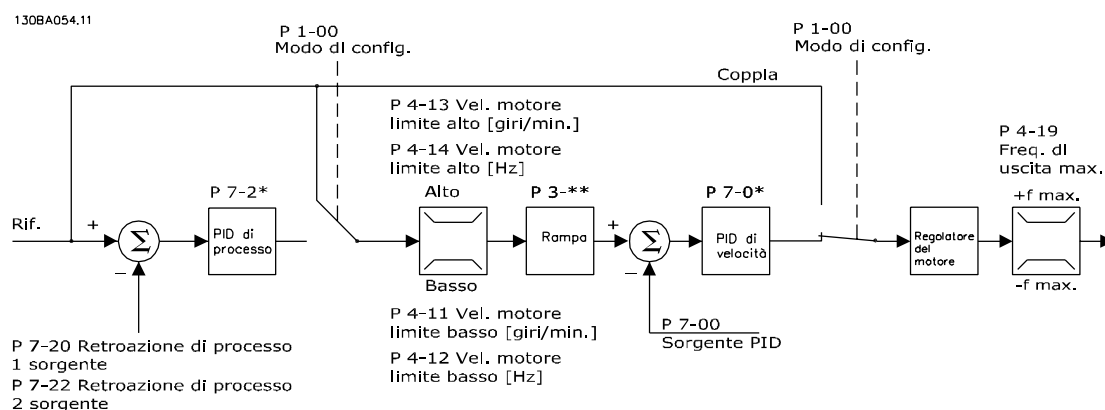 130BA054.11
P 1-00
Modo di config.
P 1-00
Modo di config.
Coppla
P 4-13 Vel. motore
limite alto [giri/min.]
P 4-14 Vel. motore
limite alto [Hz]
P 4-19
Freq. di
uscita max.
P 7-2*
Alto
P 3-**
P 7-0*
+f max.
Rif.
+
Σ
PID di
processo
Rampa
+
Σ
PID di
velocità
Regolatore
del
motore
_
_
Basso
-f max.
P 4-11 Vel. motore
limite basso [giri/min.]
P 4-12 Vel. motore
limite basso [Hz]
P 7-00
Sorgente PID
P 7-20 Retroazione di processo
1 sorgente
P 7-22 Retroazione di processo
2 sorgente